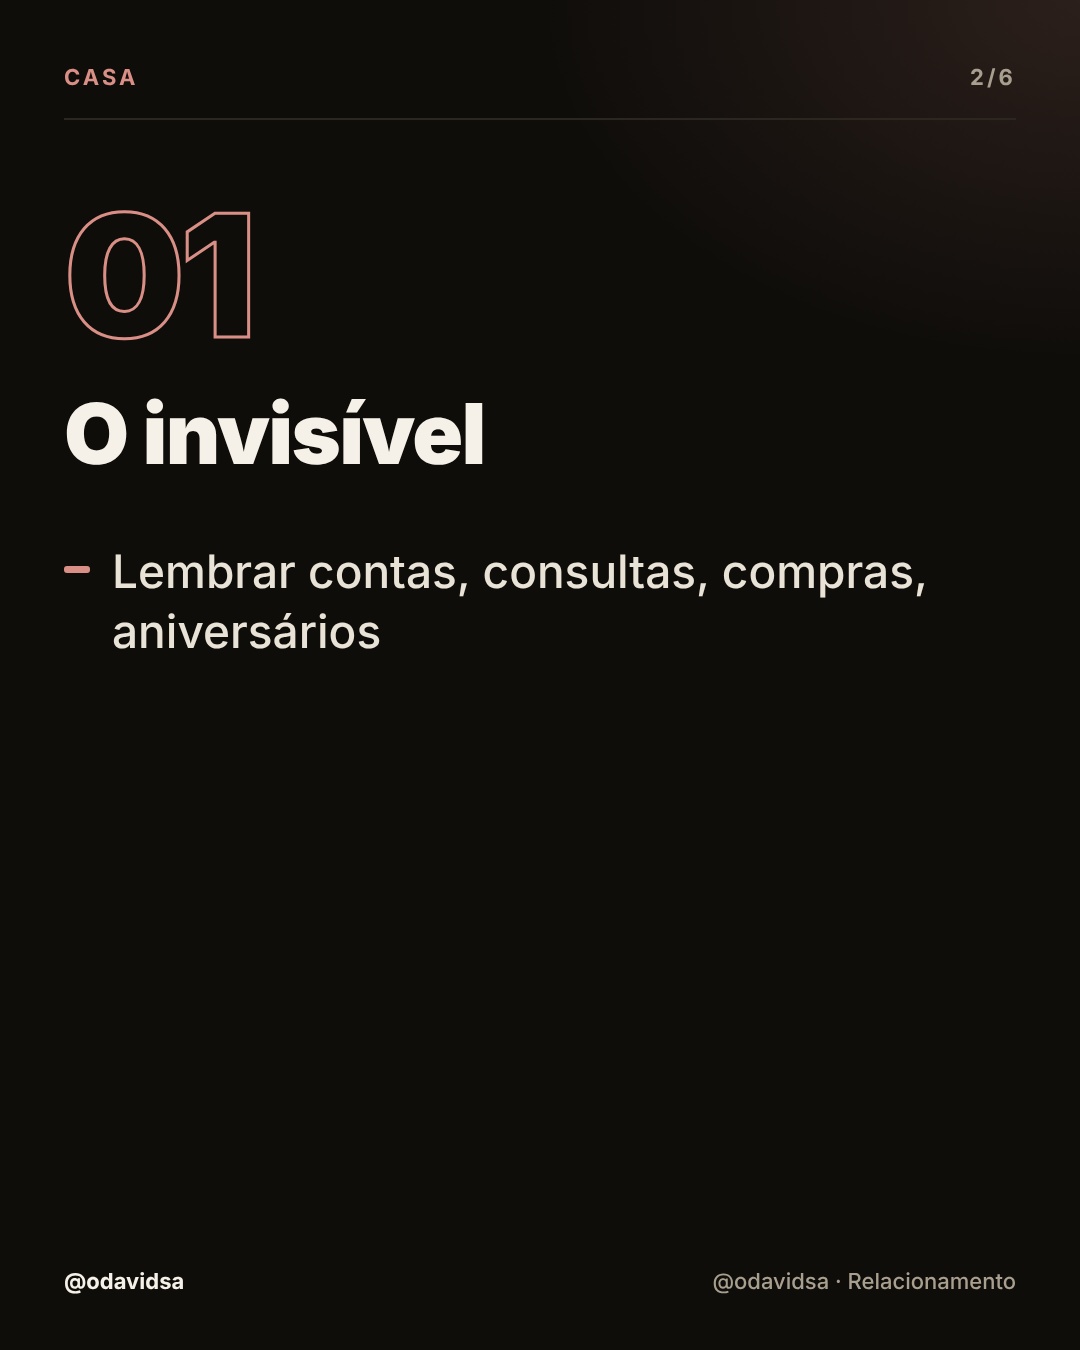 CASA
2/6
01
O invisível
Lembrar contas, consultas, compras,
aniversários
@odavidsa
@odavidsa · Relacionamento